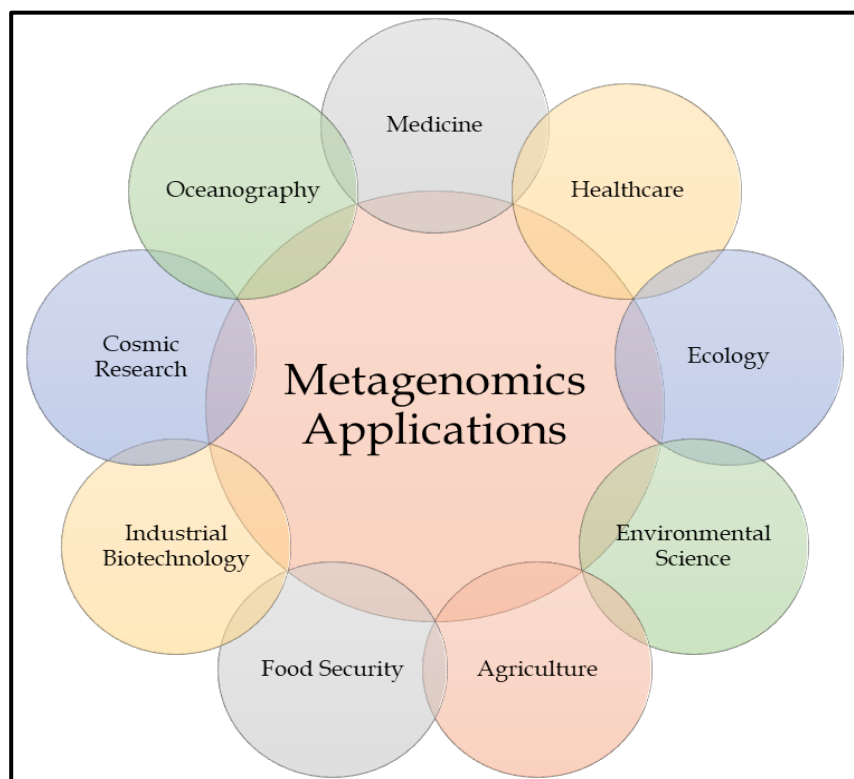 Medicine
Healthcare
Ecology
Environmental
Science
Agriculture
Food Security
Industrial
Biotechnology
Cosmic
Research
Oceanography
Metagenomics
Applications